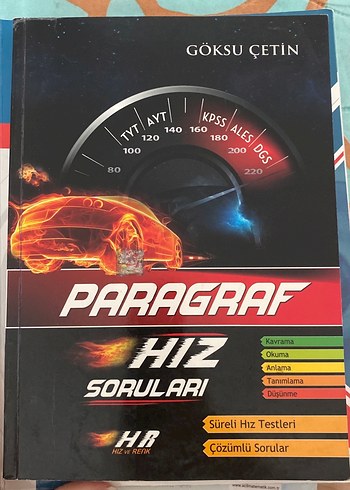 GÖKSU ÇETİN
TYT AYT KPSS ALES DGS
80 100 120 140 160 180 200 220
PARAGRAF
HIZ
SORULARI
Kavrama
Okuma
Anlama
Tanımlama
Düşünme
Süreli Hız Testleri
Çözümlü Sorular
HR
HIZ VE RENK